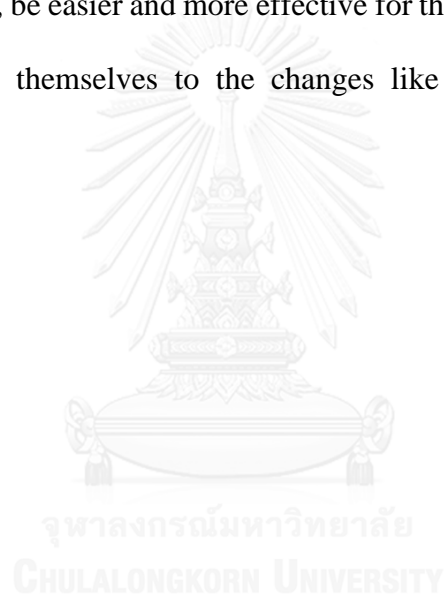 , be easier and more effective for th
themselves to the changes like
จุฬาลงกรณ์มหาวิทยาลัย
CHULALONGKORN UNIVERSITY